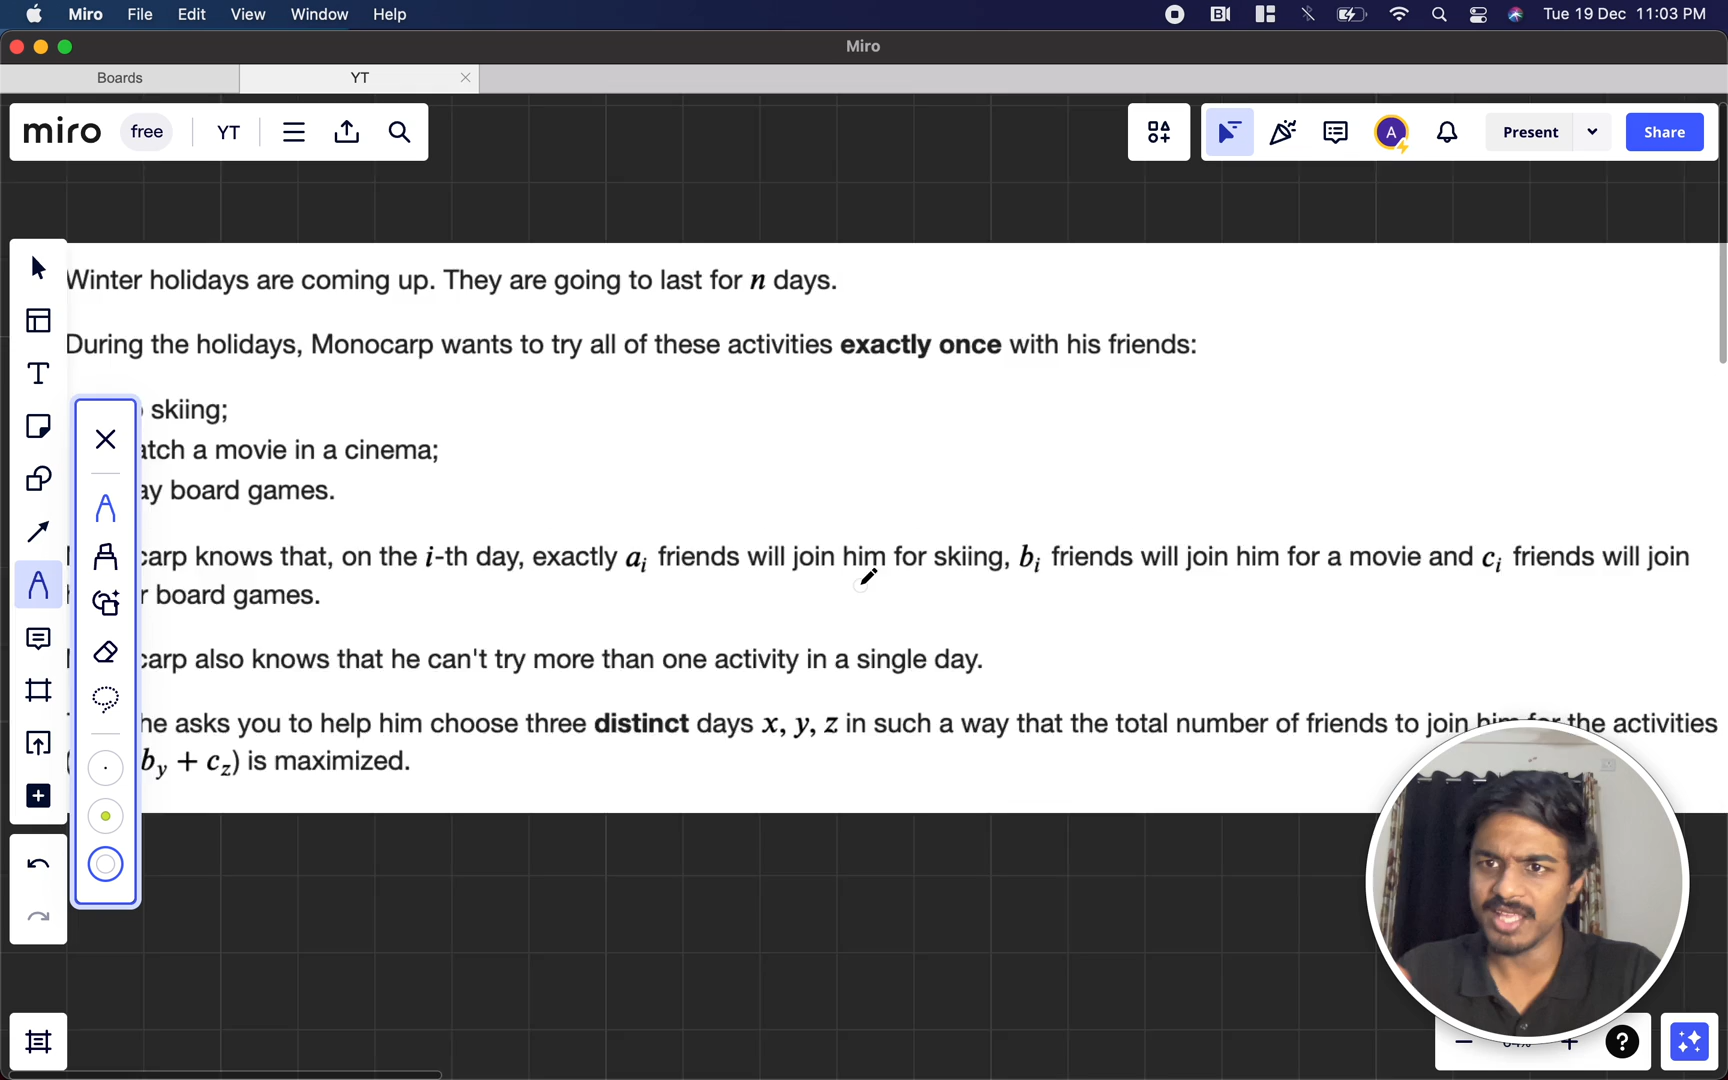 Miro File Edit View Window Help Tue 19 Dec 11:03 PM
Miro
Boards YT
miro free YT Present Share
A
Winter holidays are coming up. They are going to last for n days.
During the holidays, Monocarp wants to try all of these activities exactly once with his friends:
skiing;
atch a movie in a cinema;
ay board games.
carp knows that, on the i-th day, exactly a_i friends will join him for skiing, b_i friends will join him for a movie and c_i friends will join
r board games.
carp also knows that he can't try more than one activity in a single day.
he asks you to help him choose three distinct days x, y, z in such a way that the total number of friends to join him for the activities
b_y + c_z) is maximized.